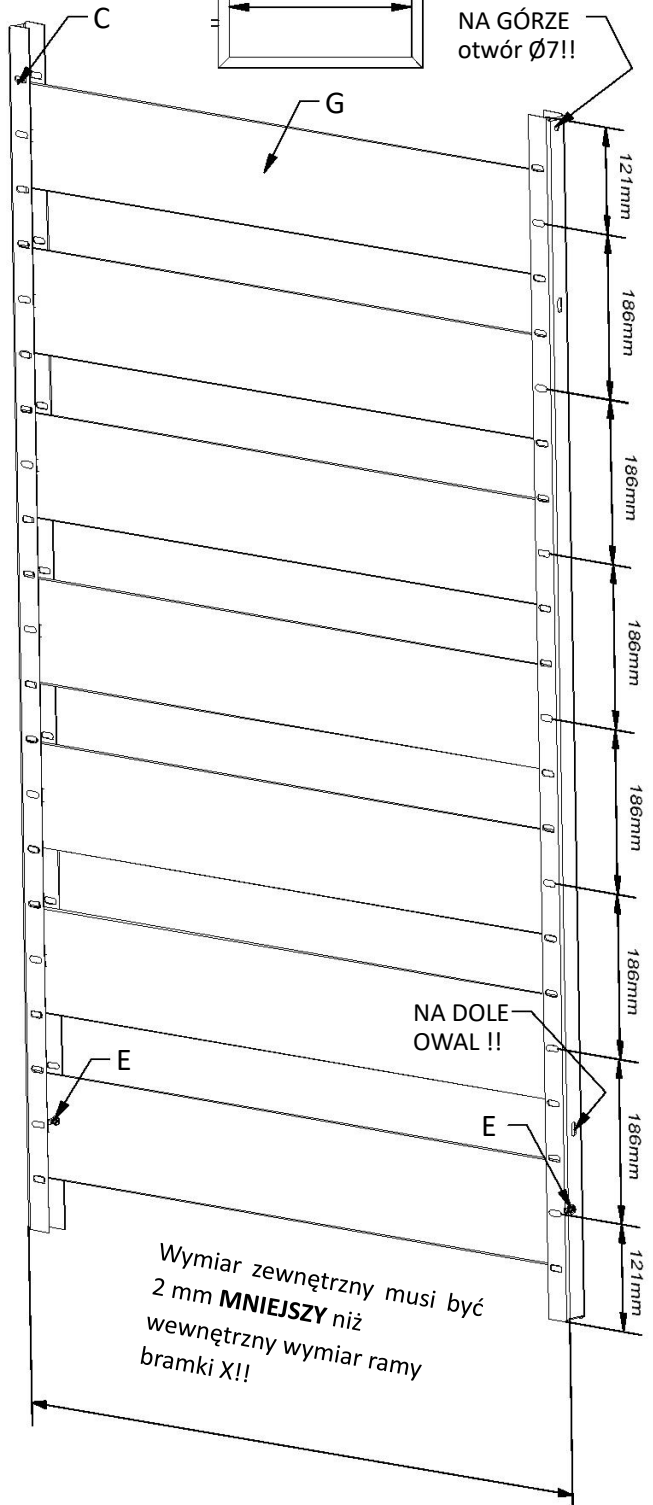 C
NA GÓRZE
otwór Ø7!!
G
121mm
186mm
186mm
186mm
186mm
186mm
186mm
121mm
NA DOLE
OWAL !!
E
E
Wymiar zewnętrzny musi być
2 mm MNIEJSZY niż
wewnętrzny wymiar ramy
bramki X!!